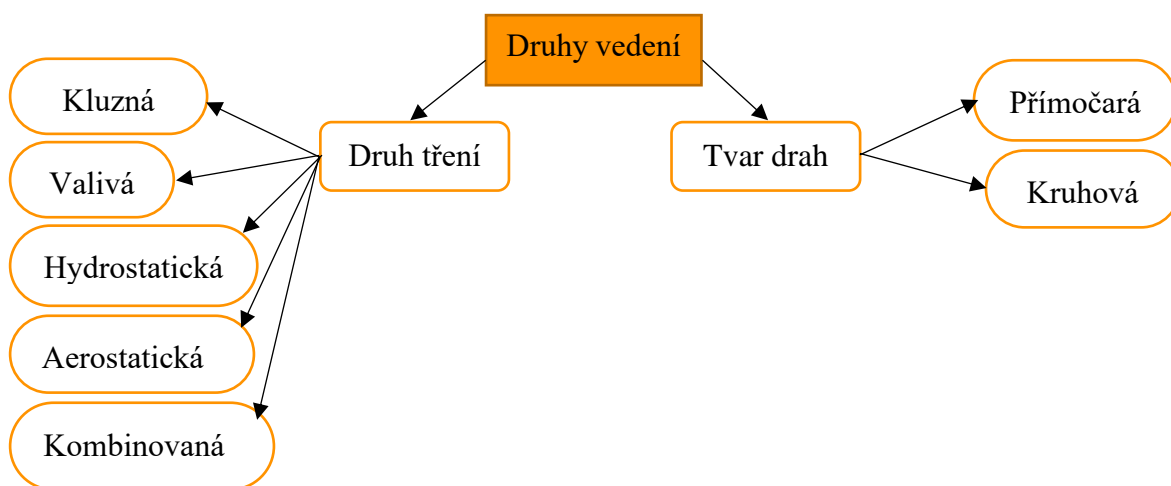 Druhy vedení
Kluzná
Druh tření
Tvar drah
Přímočará
Valivá
Kruhová
Hydrostatická
Aerostatická
Kombinovaná